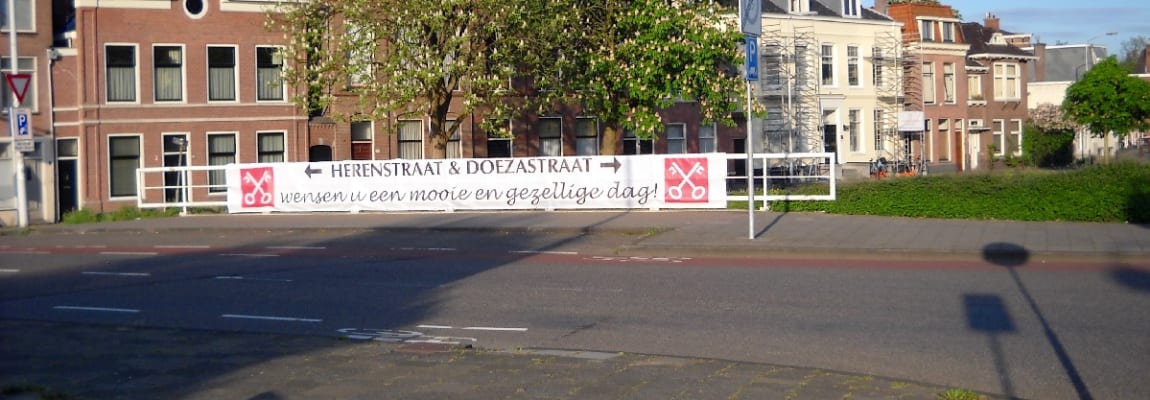 ← HERENSTRAAT & DOEZASTRAAT →
wensen u een mooie en gezellige dag!
P
P